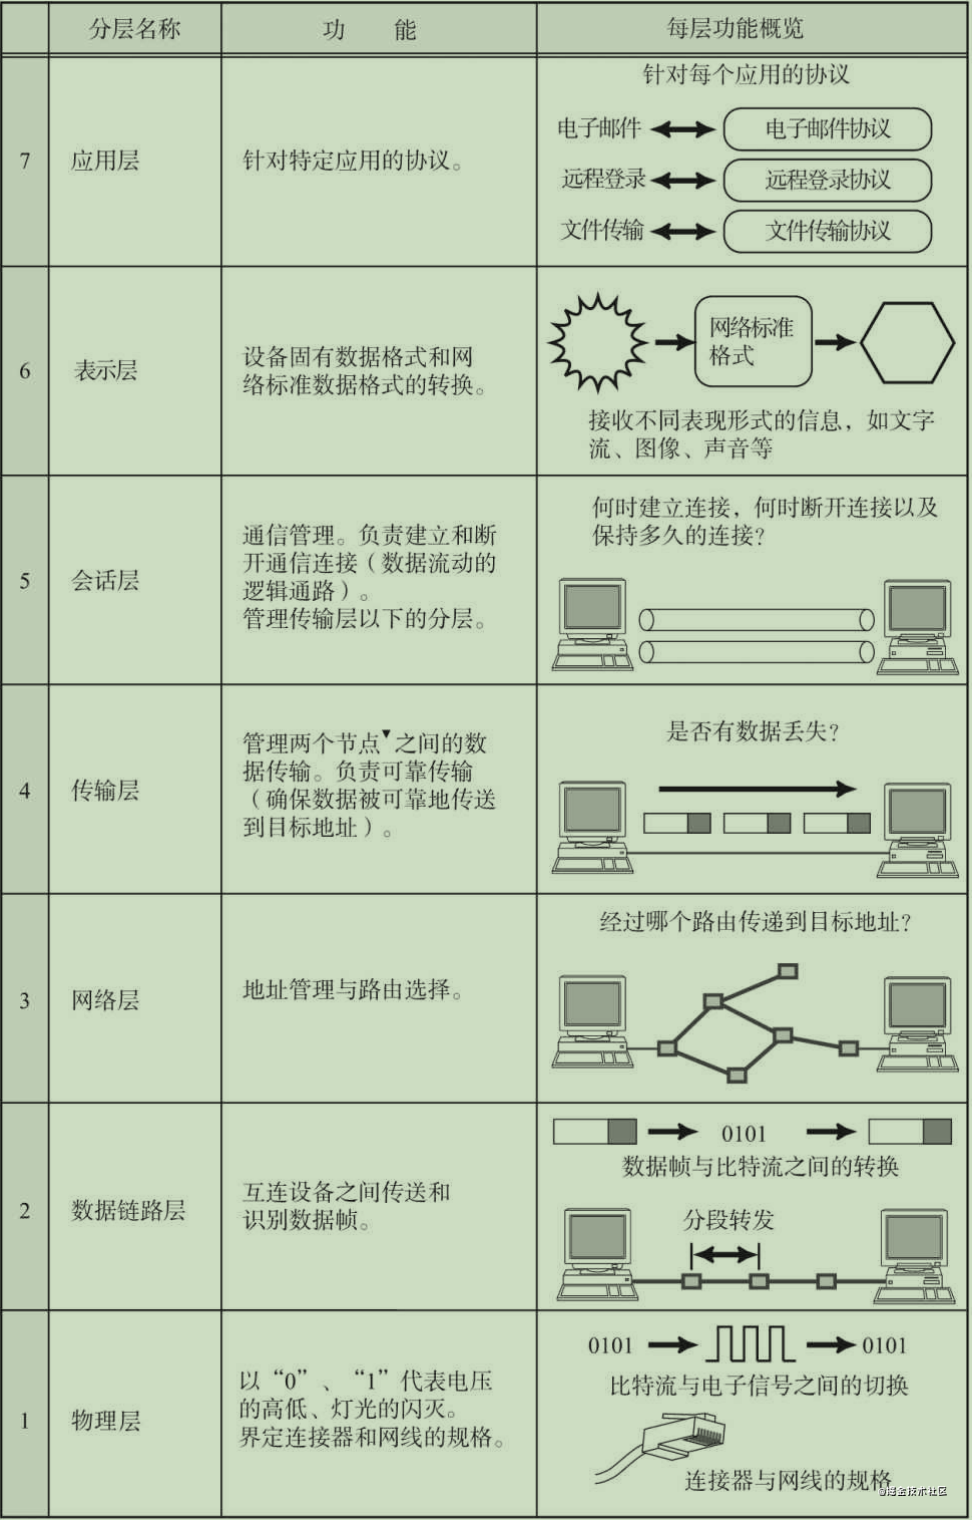 分层名称
功 能
每层功能概览
7
应用层
针对特定应用的协议。
针对每个应用的协议
电子邮件
电子邮件协议
远程登录
远程登录协议
文件传输
文件传输协议
6
表示层
设备固有数据格式和网
络标准数据格式的转换。
网络标准
格式
接收不同表现形式的信息，如文字
流、图像、声音等
5
会话层
通信管理。负责建立和断
开通信连接（数据流动的
逻辑通路）。
管理传输层以下的分层。
何时建立连接，何时断开连接以及
保持多久的连接？
4
传输层
管理两个节点▼之间的数
据传输。负责可靠传输
（确保数据被可靠地传送
到目标地址）。
是否有数据丢失？
3
网络层
地址管理与路由选择。
经过哪个路由传递到目标地址？
2
数据链路层
互连设备之间传送和
识别数据帧。
0101
数据帧与比特流之间的转换
分段转发
1
物理层
以“0”、“1”代表电压
的高低、灯光的闪灭。
界定连接器和网线的规格。
0101
0101
比特流与电子信号之间的切换
连接器与网线的规格
@掘金技术社区